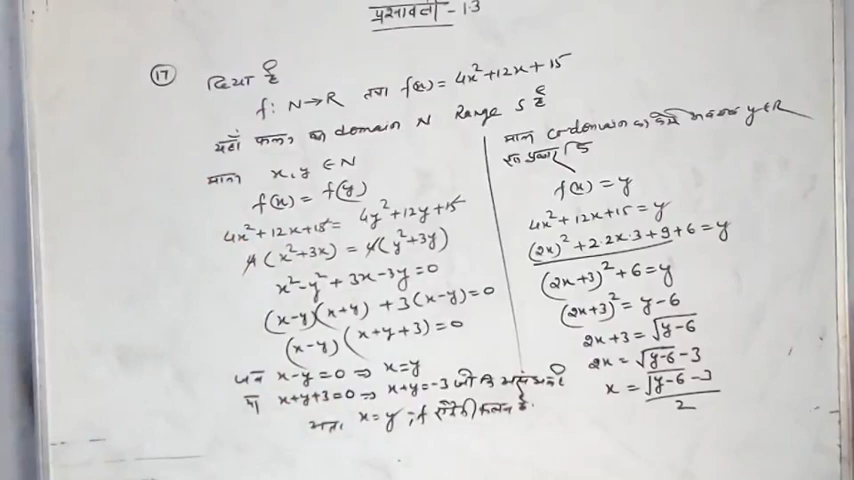 प्रश्नावली - 1.3
17
दिया है
f: N→R तथा f(x) = 4x²+12x+15
यहाँ फलन का domain N Range S है
माना x, y ∈ N
f(x) = f(y)
4x²+12x+15 = 4y²+12y+15
4(x²+3x) = 4(y²+3y)
x²-y²+3x-3y=0
(x-y)(x+y)+3(x-y)=0
(x-y)(x+y+3)=0
जब x-y=0 ⇒ x=y
या x+y+3=0 ⇒ x+y=-3 जो कि असंभव है
अतः x=y, f एकैकी फलन है.
माना co-domain का कोई अवयव y∈R
इस प्रकार कि
f(x) = y
4x²+12x+15=y
(2x)²+2·2x·3+9+6=y
(2x+3)²+6=y
(2x+3)²=y-6
2x+3=√y-6
2x=√y-6-3
x=√y-6-3
2